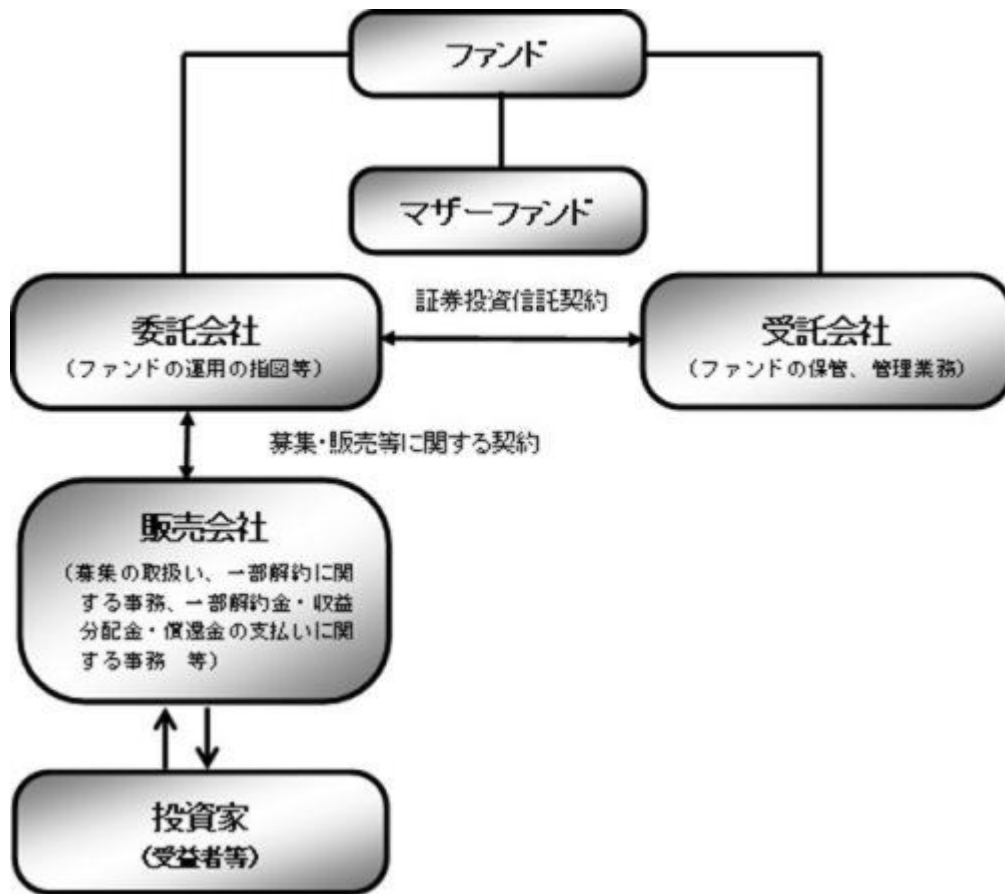 ファンド
マザーファンド
証券投資信託契約
委託会社
（ファンドの運用の指図等）
受託会社
（ファンドの保管、管理業務）
募集・販売等に関する契約
販売会社
（募集の取扱い、一部解約に関
する事務、一部解約金・収益
分配金・償還金の支払いに関
する事務　等）
投資家
（受益者等）